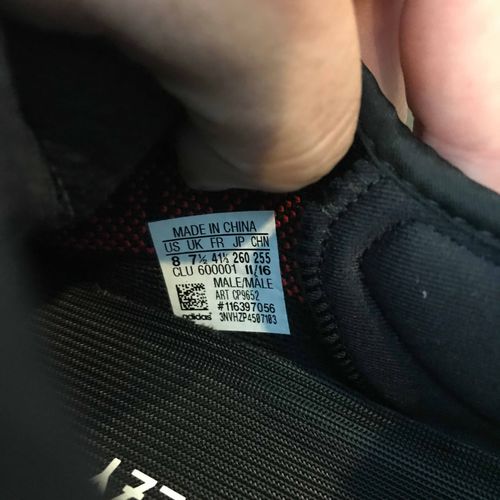 MADE IN CHINA
US UK FR JP CHN
8 7½ 41⅓ 260 255
CLU 600001 11/16
MALE/MALE
ART CP9652
#116397056
adidas 3NVHZP4507103